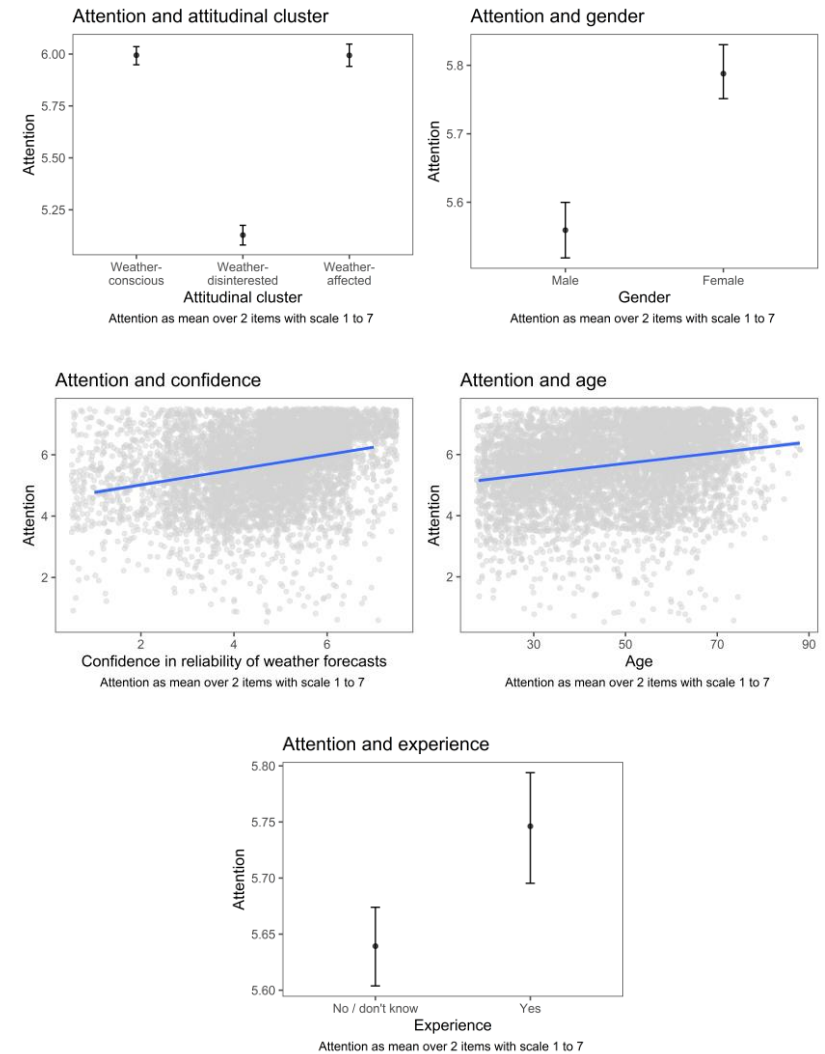 Attention and attitudinal cluster
6.00
5.75
5.50
5.25
Attention
Weather-
conscious
Weather-
disinterested
Weather-
affected
Attitudinal cluster
Attention as mean over 2 items with scale 1 to 7
Attention and gender
5.8
5.7
5.6
Attention
Male
Female
Gender
Attention as mean over 2 items with scale 1 to 7
Attention and confidence
6
4
2
Attention
2
4
6
Confidence in reliability of weather forecasts
Attention as mean over 2 items with scale 1 to 7
Attention and age
6
4
2
Attention
30
50
70
90
Age
Attention as mean over 2 items with scale 1 to 7
Attention and experience
5.80
5.75
5.70
5.65
5.60
Attention
No / don't know
Yes
Experience
Attention as mean over 2 items with scale 1 to 7